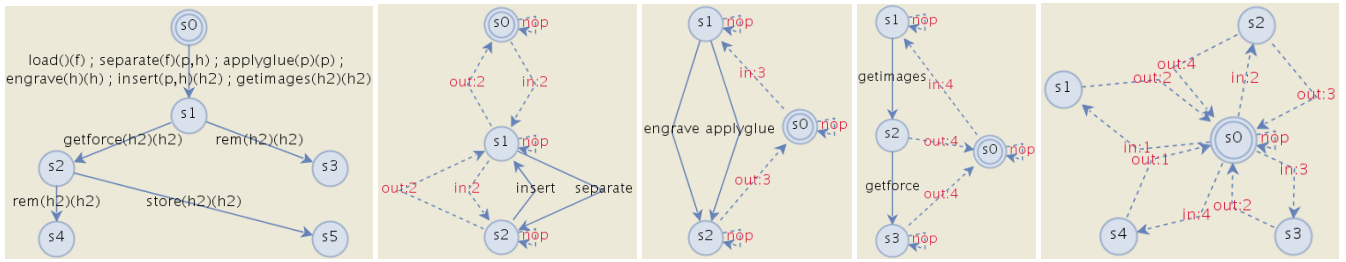 s0
load()(f) ; separate(f)(p,h) ; applyglue(p)(p) ;
engrave(h)(h) ; insert(p,h)(h2) ; getimages(h2)(h2)
s1
getforce(h2)(h2)
rem(h2)(h2)
s2
s3
rem(h2)(h2)
store(h2)(h2)
s4
s5
s0
nop
out:2
in:2
s1
nop
out:2
in:2
insert
separate
s2
nop
s1
nop
in:3
engrave
applyglue
s0
nop
out:3
s2
nop
s1
nop
getimages
in:4
s2
out:4
s0
nop
getforce
out:4
s3
nop
s2
out:4
out:2
in:2
s1
out:3
s0
nop
in:1
out:1
in:3
out:2
in:4
s4
s3